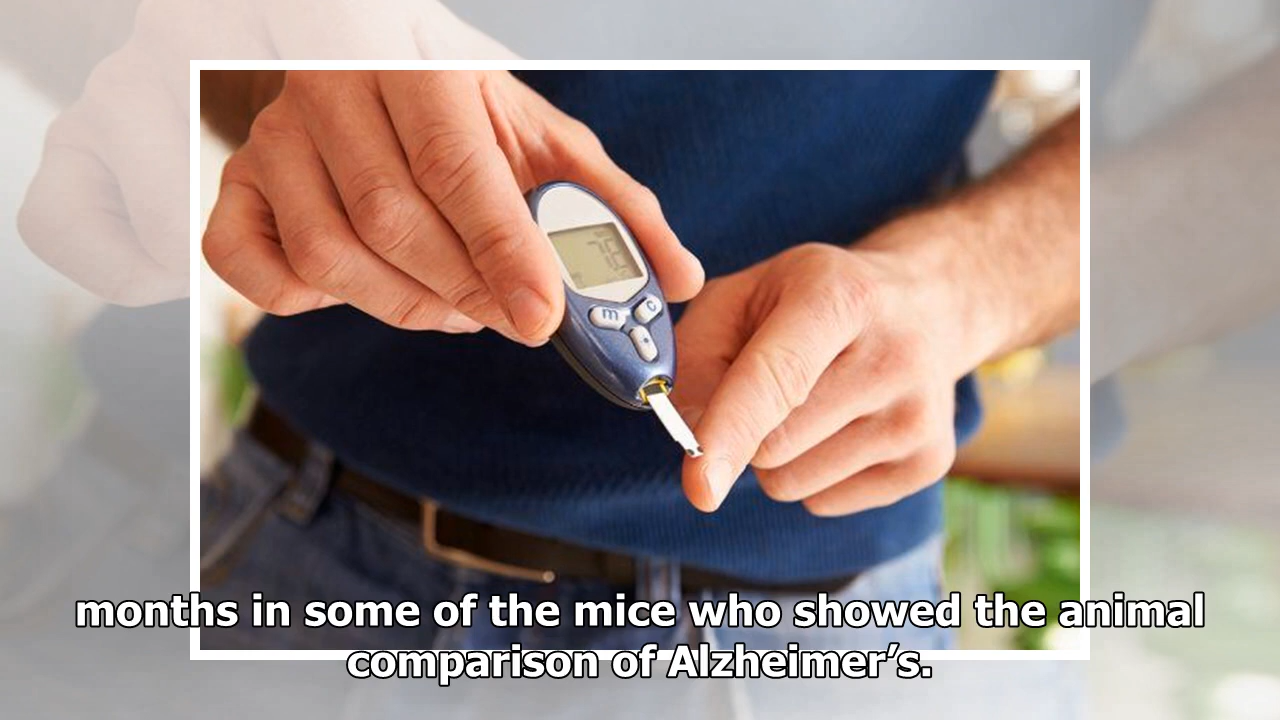 m
C
months in some of the mice who showed the animal
comparison of Alzheimer's.